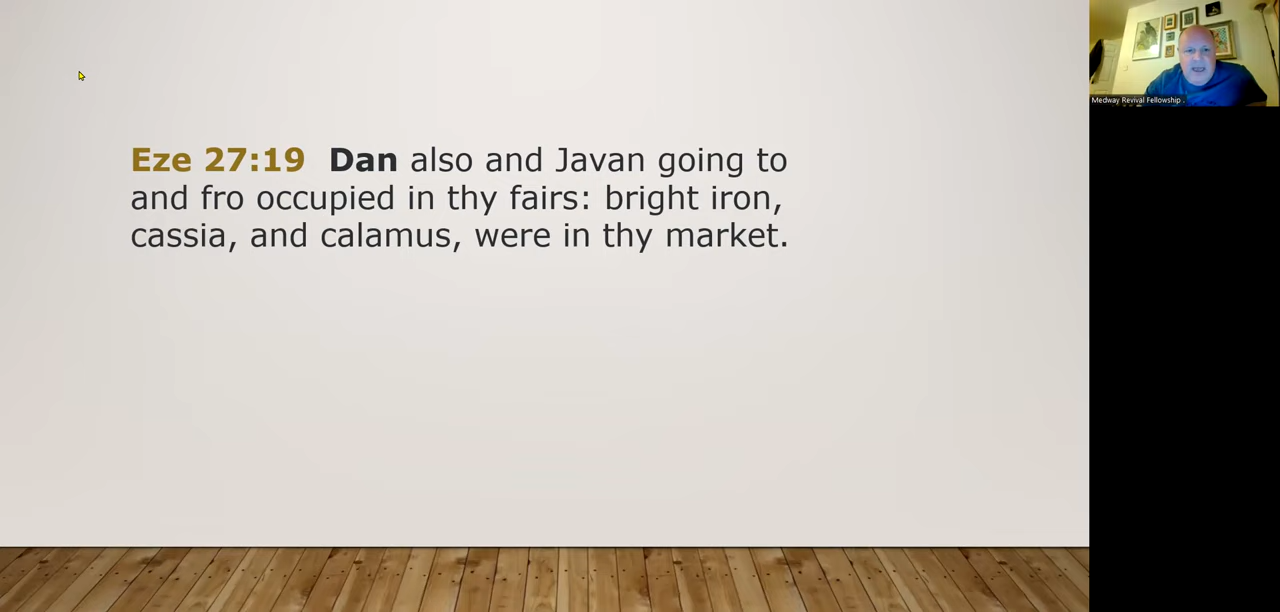 Eze 27:19 Dan also and Javan going to
and fro occupied in thy fairs: bright iron,
cassia, and calamus, were in thy market.
Medway Revival Fellowship .